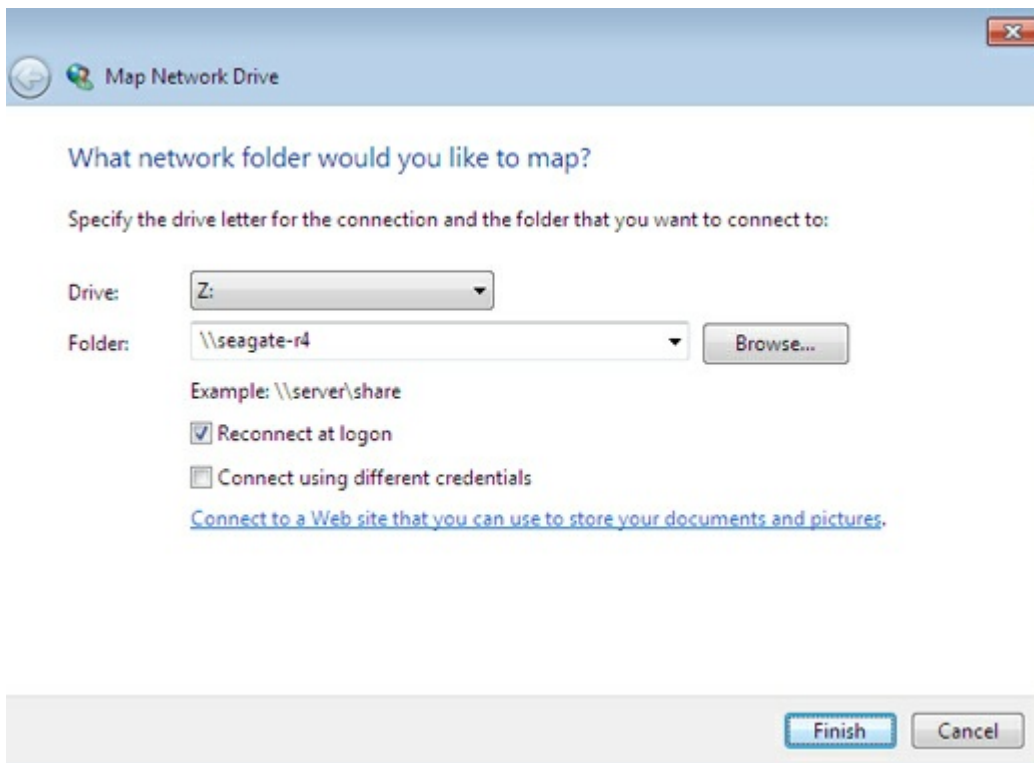 Map Network Drive
What network folder would you like to map?
Specify the drive letter for the connection and the folder that you want to connect to:
Drive: Z:
Folder: \\seagate-r4 Browse...
Example: \\server\share
Reconnect at logon
Connect using different credentials
Connect to a Web site that you can use to store your documents and pictures.
Finish Cancel